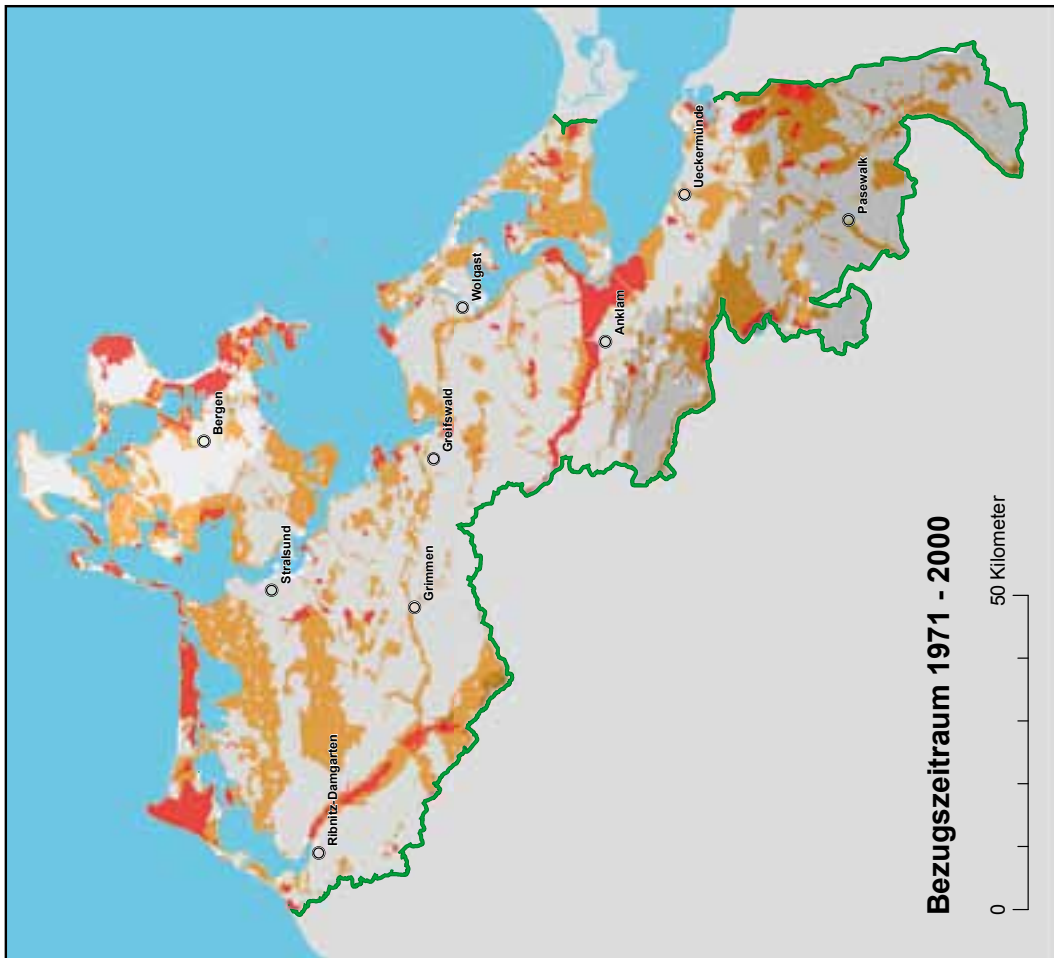 Bergen
Stralsund
Ribnitz-Damgarten
Grimmen
Greifswald
Wolgast
Anklam
Ueckermünde
Pasewalk
Bezugszeitraum 1971 - 2000
0 50 Kilometer